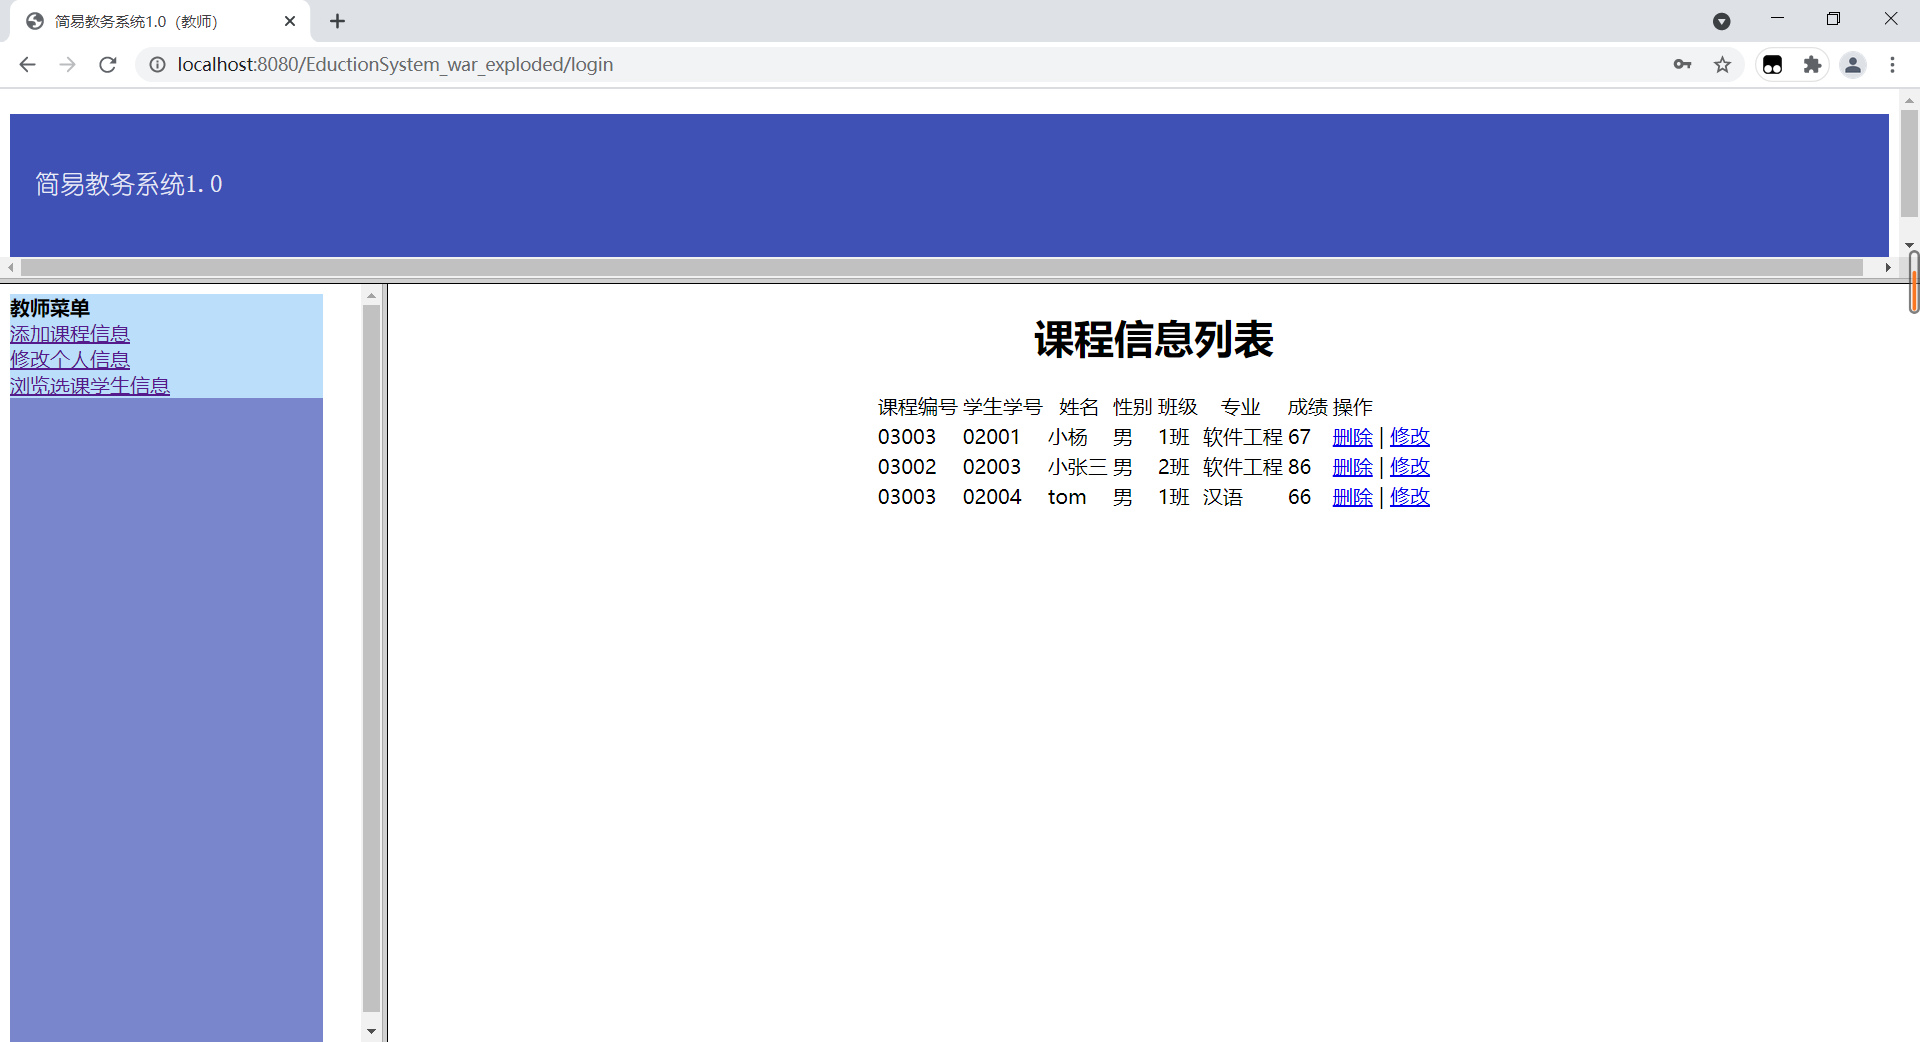 简易教务系统1.0（教师）
localhost:8080/EductionSystem_war_exploded/login
简易教务系统1.0
教师菜单
添加课程信息
修改个人信息
浏览选课学生信息
课程信息列表
课程编号 学生学号 姓名 性别 班级 专业 成绩 操作
03003 02001 小杨 男 1班 软件工程 67 删除 | 修改
03002 02003 小张三 男 2班 软件工程 86 删除 | 修改
03003 02004 tom 男 1班 汉语 66 删除 | 修改